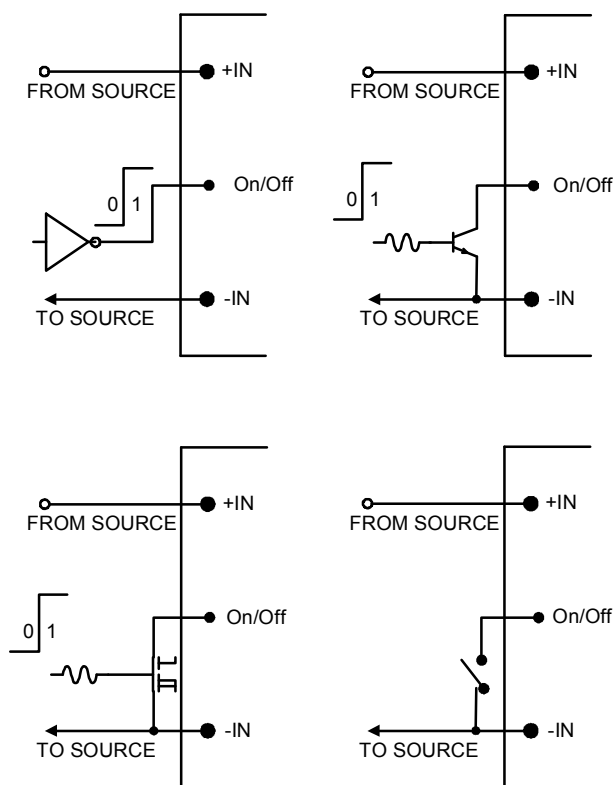 +IN
FROM SOURCE
On/Off
0 1
-IN
TO SOURCE
+IN
FROM SOURCE
On/Off
0 1
-IN
TO SOURCE
+IN
FROM SOURCE
On/Off
0 1
-IN
TO SOURCE
+IN
FROM SOURCE
On/Off
-IN
TO SOURCE